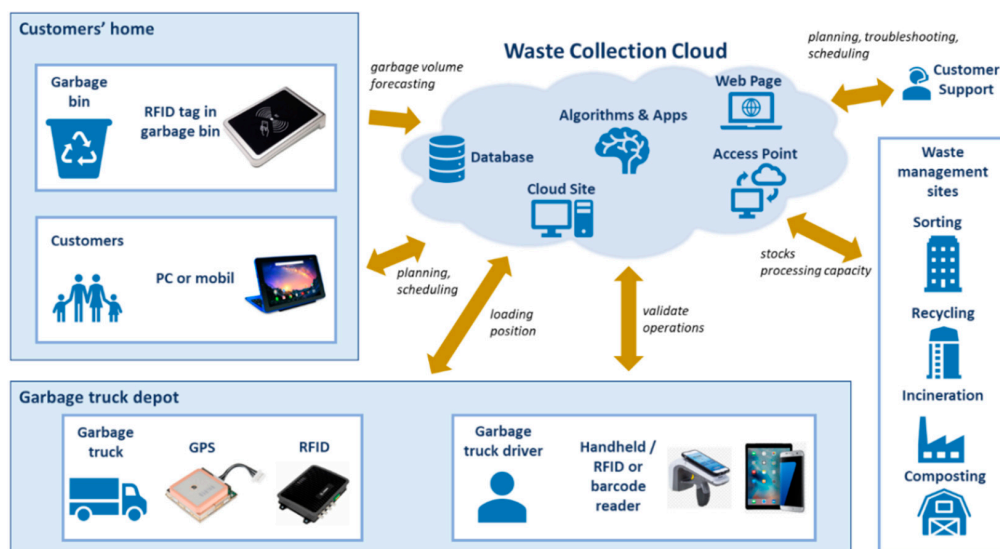 Customers' home
Garbage
bin
RFID tag in
garbage bin
Customers
PC or mobil
garbage volume
forecasting
planning,
scheduling
Waste Collection Cloud
Database
Algorithms & Apps
Web Page
Cloud Site
Access Point
planning, troubleshooting,
scheduling
Customer
Support
loading
position
validate
operations
stocks
processing capacity
Waste
management
sites
Sorting
Recycling
Incineration
Composting
Garbage truck depot
Garbage
truck
GPS
RFID
Garbage
truck driver
Handheld /
RFID or
barcode
reader